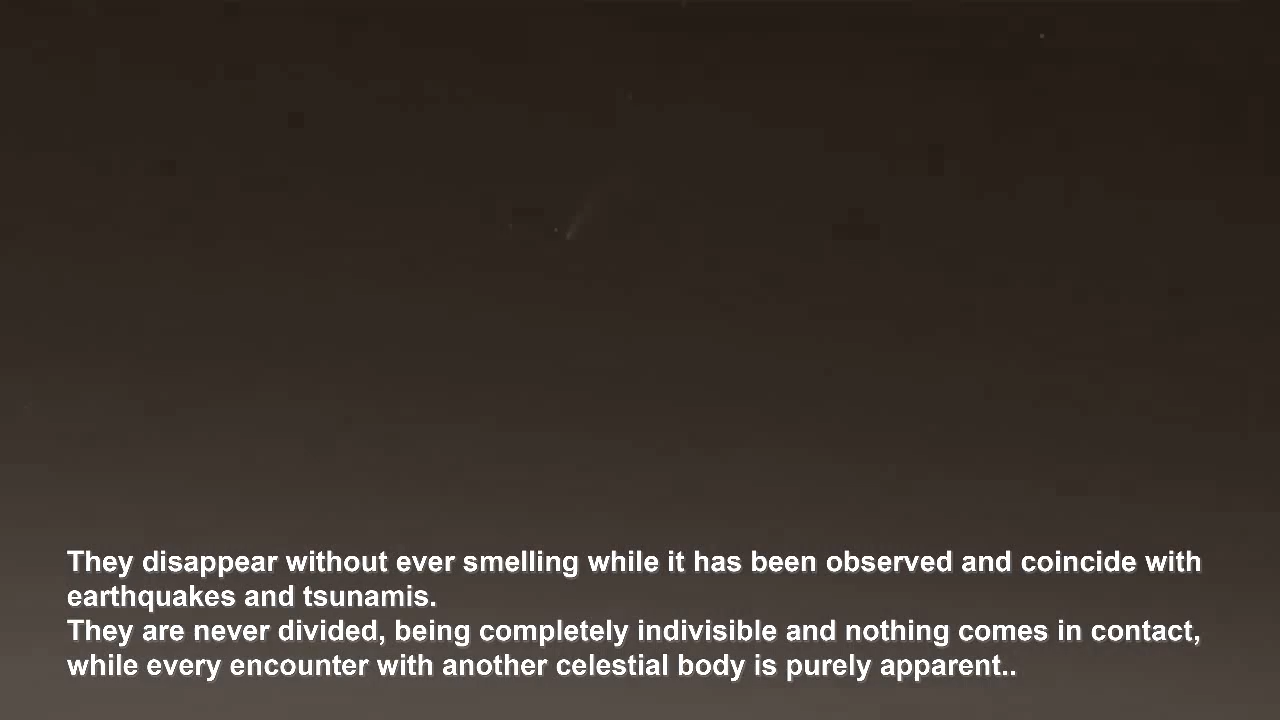 They disappear without ever smelling while it has been observed and coincide with
earthquakes and tsunamis.
They are never divided, being completely indivisible and nothing comes in contact,
while every encounter with another celestial body is purely apparent..